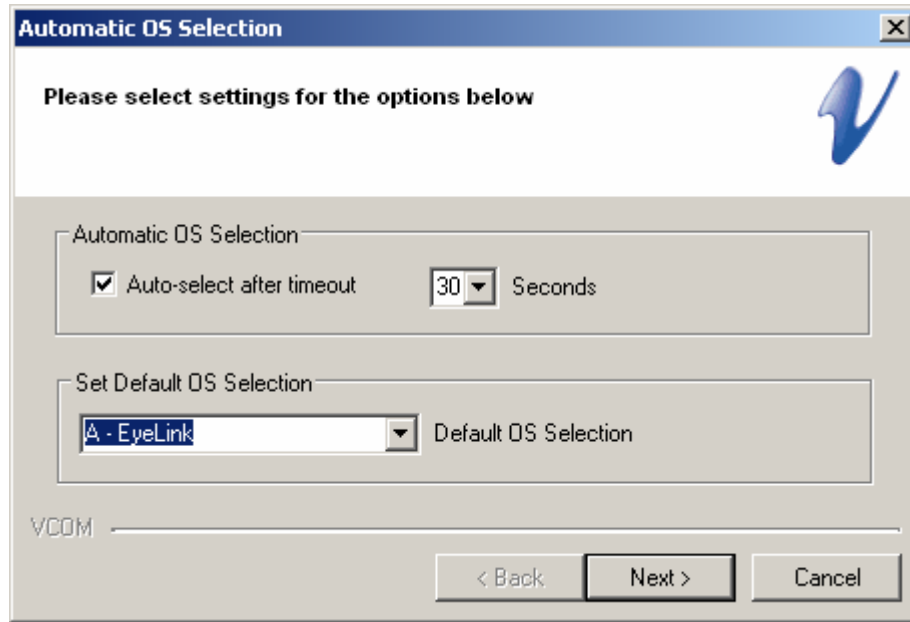 Automatic OS Selection
Please select settings for the options below
Automatic OS Selection
Auto-select after timeout 30 Seconds
Set Default OS Selection
A - EyeLink Default OS Selection
VCOM
< Back Next > Cancel